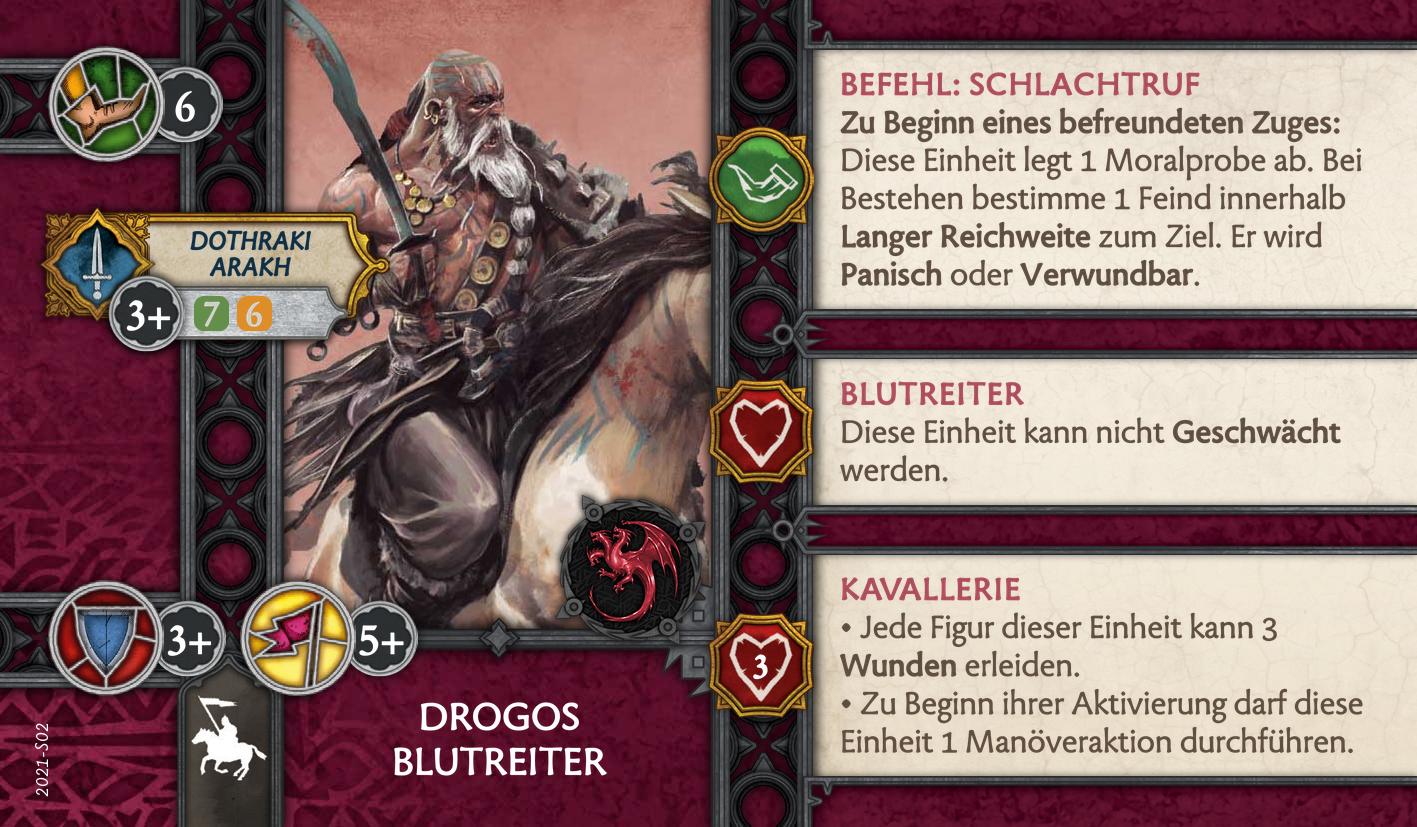 6
DOTHRAKI
ARAKH
3+ 7 6
3+
5+
DROGOS
BLUTREITER
2021-S02
BEFEHL: SCHLACHTRUF
Zu Beginn eines befreundeten Zuges:
Diese Einheit legt 1 Moralprobe ab. Bei
Bestehen bestimme 1 Feind innerhalb
Langer Reichweite zum Ziel. Er wird
Panisch oder Verwundbar.
BLUTREITER
Diese Einheit kann nicht Geschwächt
werden.
3
KAVALLERIE
• Jede Figur dieser Einheit kann 3
Wunden erleiden.
• Zu Beginn ihrer Aktivierung darf diese
Einheit 1 Manöveraktion durchführen.